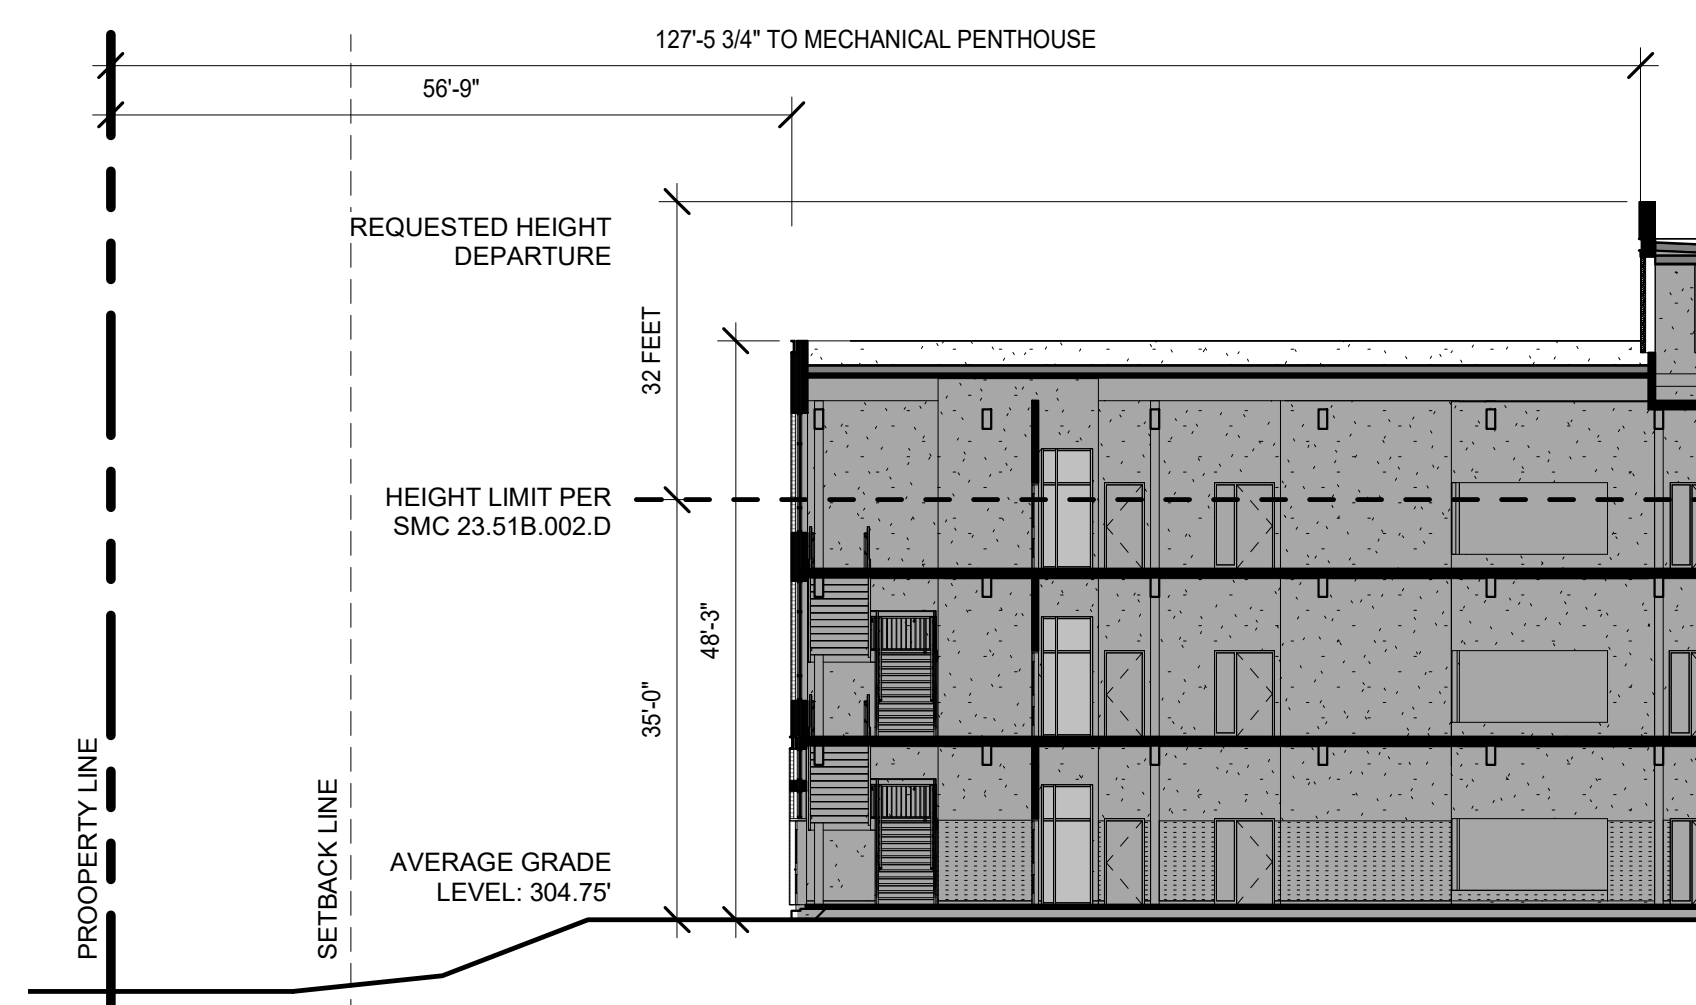 127'-5 3/4" TO MECHANICAL PENTHOUSE
56'-9"
REQUESTED HEIGHT
DEPARTURE
32 FEET
HEIGHT LIMIT PER
SMC 23.51B.002.D
48'-3"
35'-0"
PROOPERTY LINE
SETBACK LINE
AVERAGE GRADE
LEVEL: 304.75'